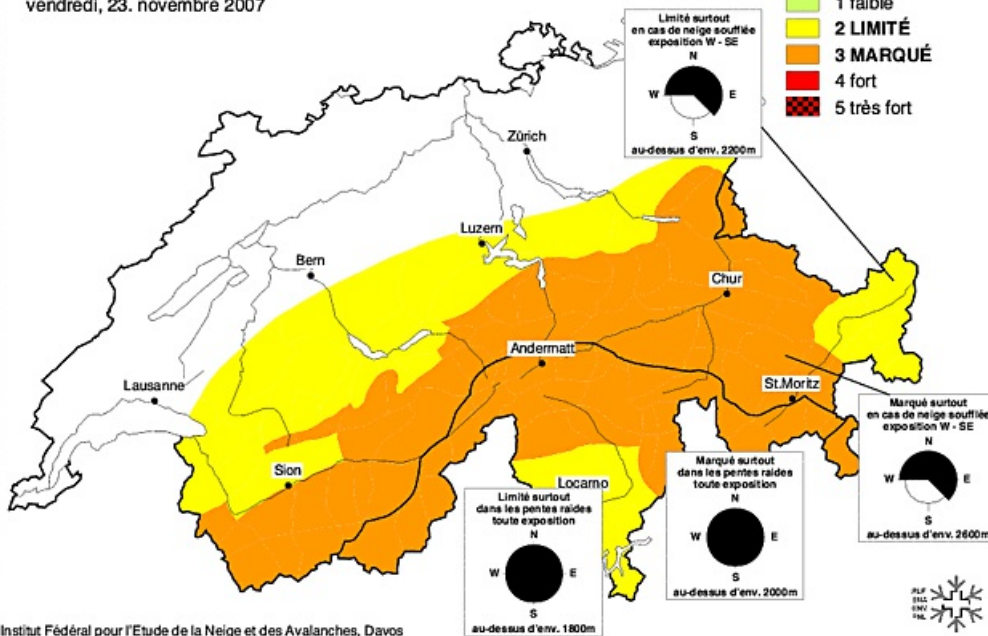 vendredi, 23. novembre 2007
1 faible
2 LIMITÉ
3 MARQUÉ
4 fort
5 très fort
Limité surtout
en cas de neige soufflée
exposition W - SE
N
W E
S
au-dessus d'env. 2200m
Zürich
Luzern
Bern
Chur
Andermatt
Lausanne
St.Moritz
Sion
Locarno
Marqué surtout
en cas de neige soufflée
exposition W - SE
N
W E
S
au-dessus d'env. 2600m
Marqué surtout
dans les pentes raides
toute exposition
N
W E
S
au-dessus d'env. 2000m
Limité surtout
dans les pentes raides
toute exposition
N
W E
S
au-dessus d'env. 1800m
Institut Fédéral pour l'Etude de la Neige et des Avalanches, Davos